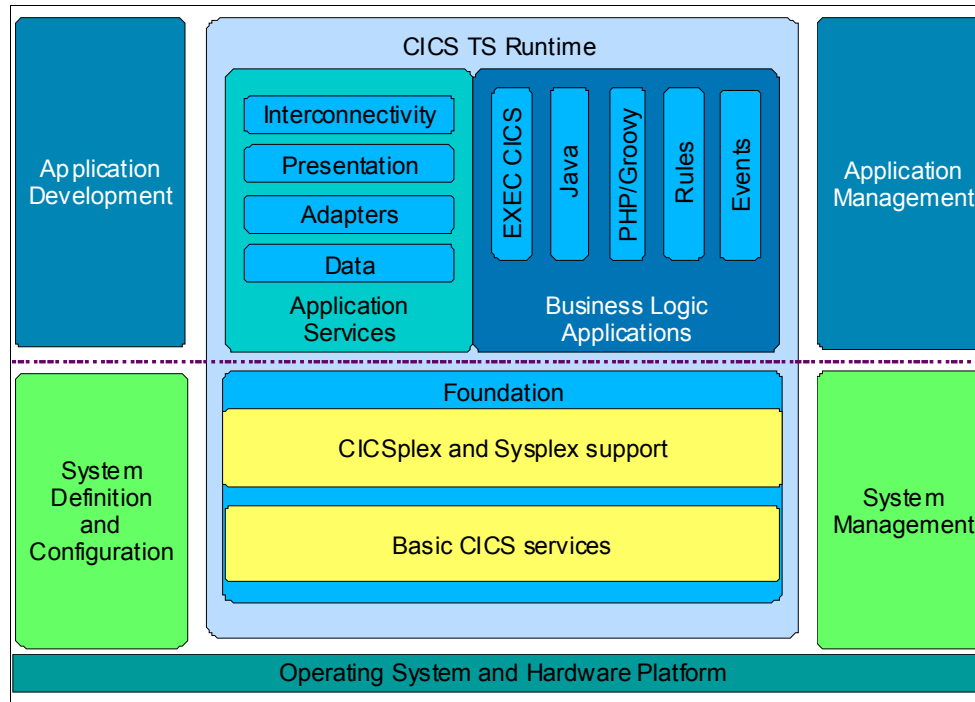 CICS TS Runtime
Application
Development
Interconnectivity
Presentation
Adapters
Data
Application
Services
EXEC CICS
Java
PHP/Groovy
Rules
Events
Business Logic
Applications
Application
Management
System
Definition
and
Configuration
Foundation
CICSplex and Sysplex support
Basic CICS services
System
Management
Operating System and Hardware Platform